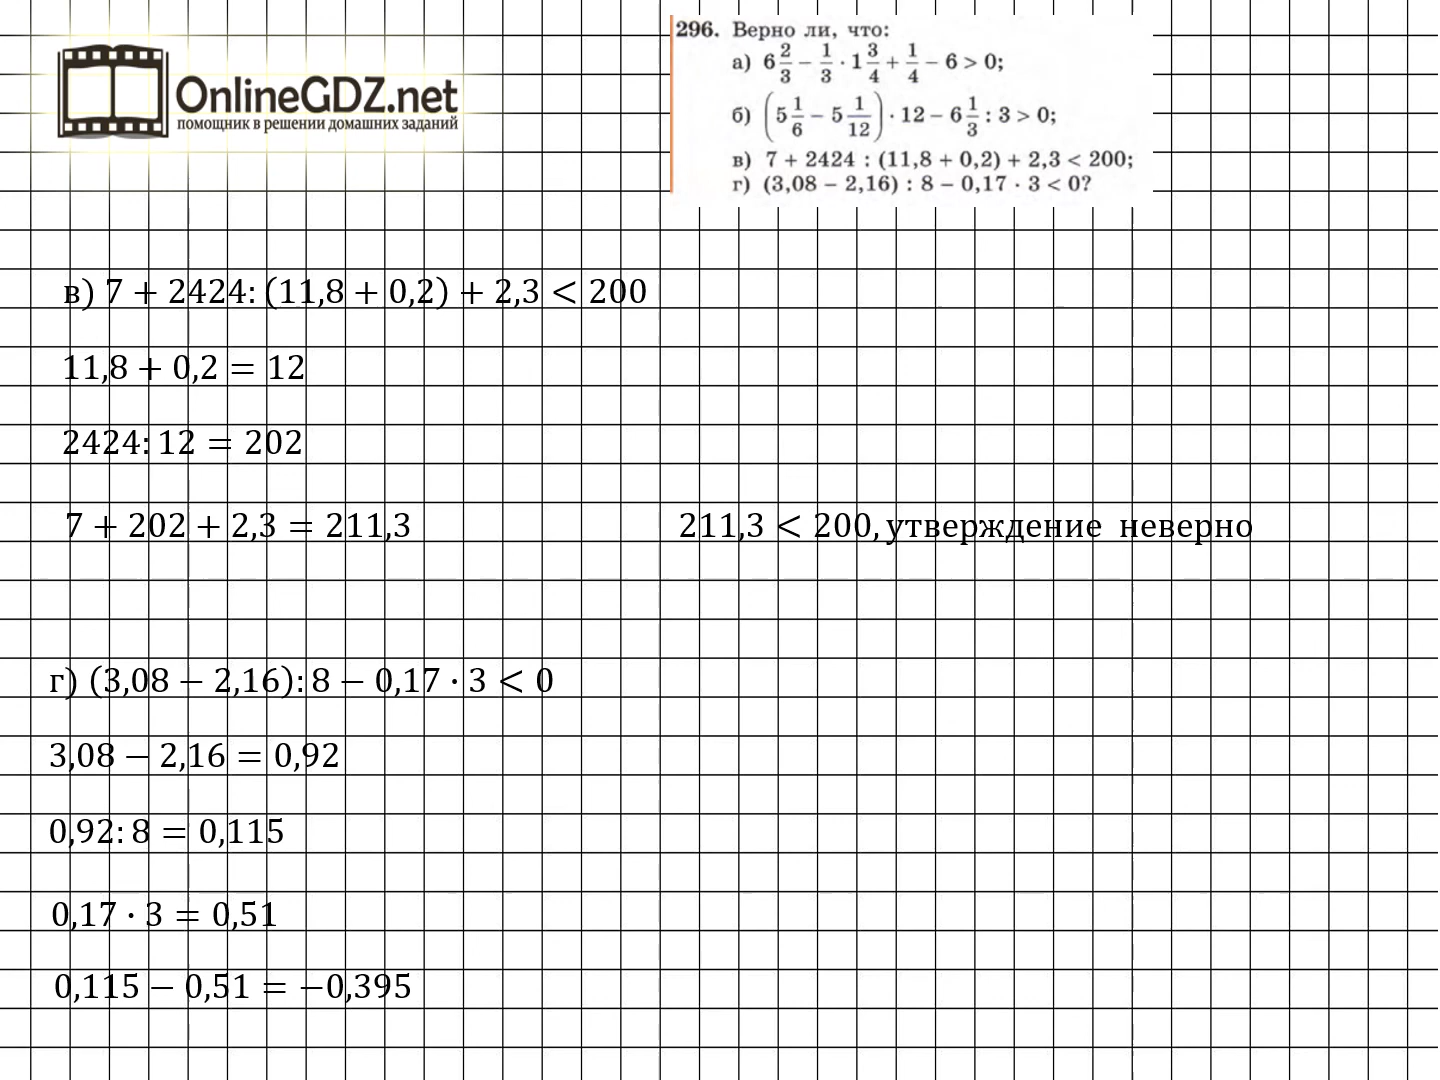 OnlineGDZ.net
помощник в решении домашних заданий
296. Верно ли, что:
а) 6 2/3 − 1/3 · 1 3/4 + 1/4 − 6 > 0;
б) (5 1/6 − 5 1/12) · 12 − 6 1/3 : 3 > 0;
в) 7 + 2424 : (11,8 + 0,2) + 2,3 < 200;
г) (3,08 − 2,16) : 8 − 0,17 · 3 < 0?
в) 7 + 2424: (11,8 + 0,2) + 2,3 < 200
11,8 + 0,2 = 12
2424: 12 = 202
7 + 202 + 2,3 = 211,3 211,3 < 200, утверждение неверно
г) (3,08 − 2,16): 8 − 0,17 · 3 < 0
3,08 − 2,16 = 0,92
0,92: 8 = 0,115
0,17 · 3 = 0,51
0,115 − 0,51 = −0,395